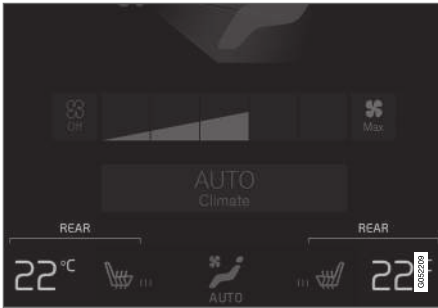 Off
Max
AUTO
Climate
REAR REAR
22°C 22
AUTO
G052209